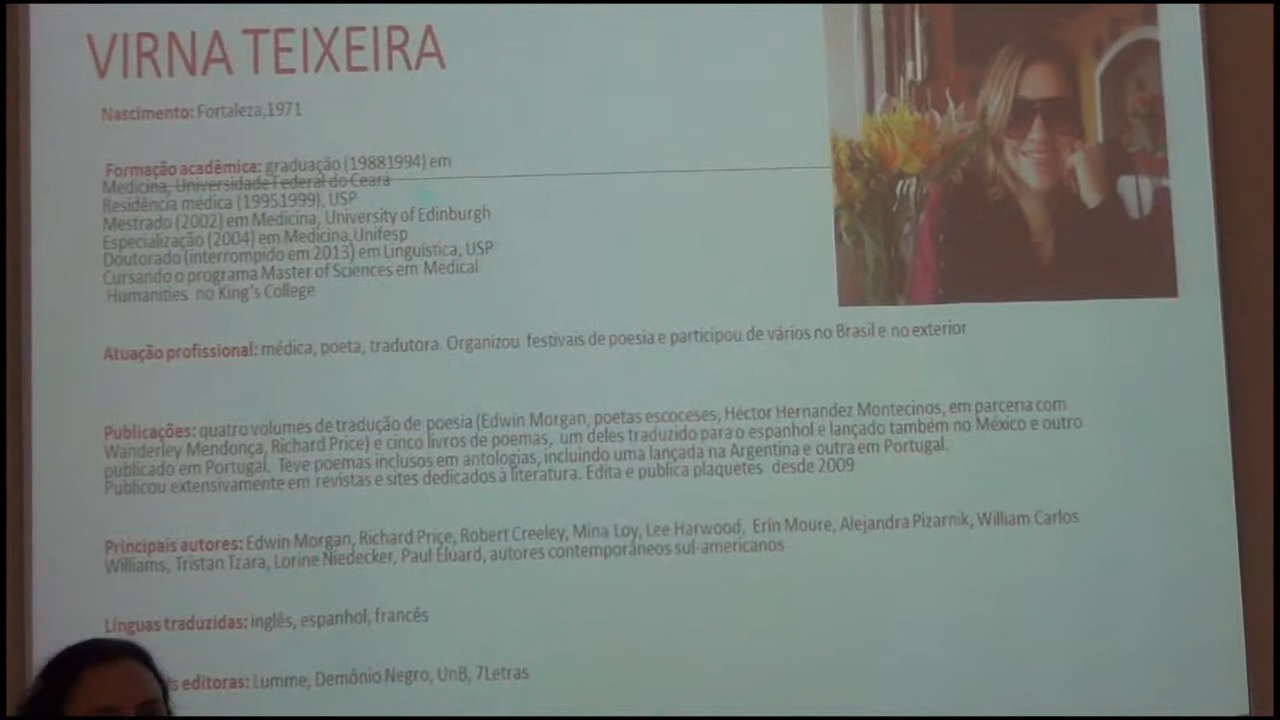 VIRNA TEIXEIRA
Nascimento: Fortaleza,1971
Formação acadêmica: graduação (19881994) em
Medicina, Universidade Federal do Ceará
Residência médica (19951999), USP
Mestrado (2002) em Medicina, University of Edinburgh
Especialização (2004) em Medicina,Unifesp
Doutorado (interrompido em 2013) em Linguística, USP
Cursando o programa Master of Sciences em Medical
Humanities no King's College
Atuação profissional: médica, poeta, tradutora. Organizou festivais de poesia e participou de vários no Brasil e no exterior
Publicações: quatro volumes de tradução de poesia (Edwin Morgan, poetas escoceses, Héctor Hernandez Montecinos, em parceria com
Wanderley Mendonça, Richard Price) e cinco livros de poemas, um deles traduzido para o espanhol e lançado também no México e outro
publicado em Portugal. Teve poemas inclusos em antologias, incluindo uma lançada na Argentina e outra em Portugal.
Publicou extensivamente em revistas e sites dedicados à literatura. Edita e publica plaquetes desde 2009
Principais autores: Edwin Morgan, Richard Price, Robert Creeley, Mina Loy, Lee Harwood, Erín Moure, Alejandra Pizarnik, William Carlos
Williams, Tristan Tzara, Lorine Niedecker, Paul Éluard, autores contemporâneos sul-americanos
Línguas traduzidas: inglês, espanhol, francês
s editoras: Lumme, Demônio Negro, UnB, 7Letras